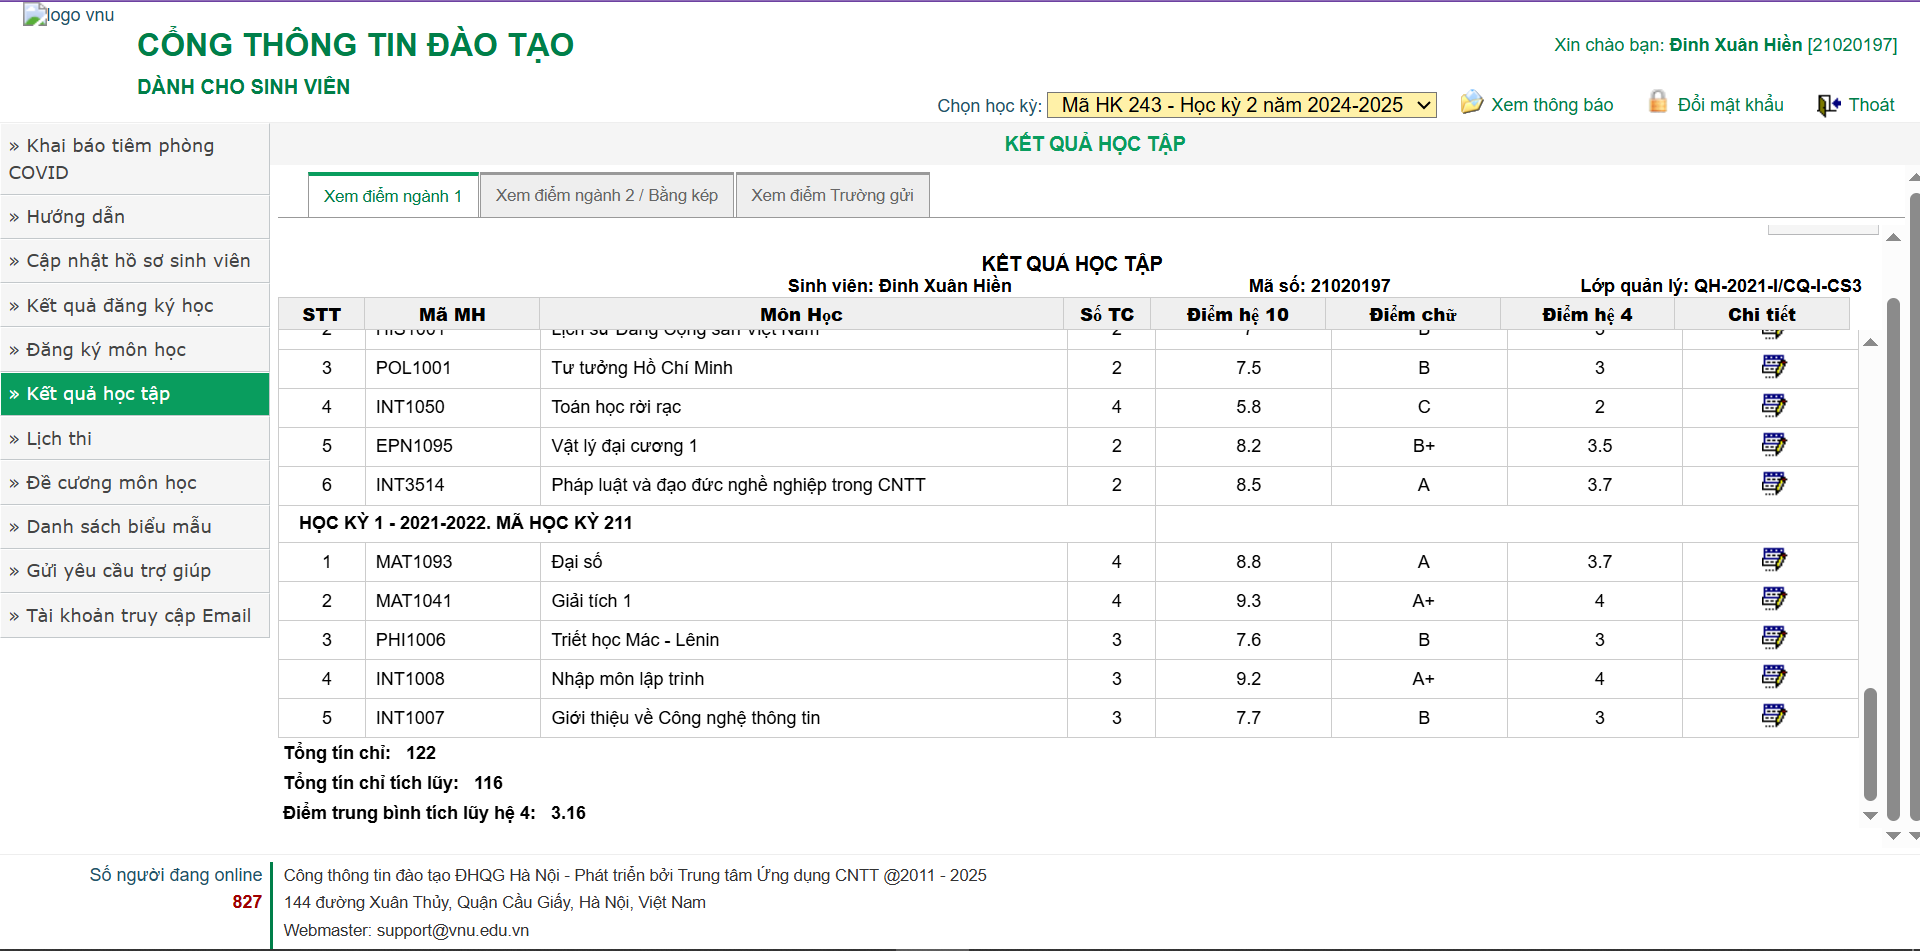 logo vnu
CỔNG THÔNG TIN ĐÀO TẠO
DÀNH CHO SINH VIÊN
Xin chào bạn: Đinh Xuân Hiền [21020197]
Chọn học kỳ: Mã HK 243 - Học kỳ 2 năm 2024-2025 Xem thông báo Đổi mật khẩu Thoát
» Khai báo tiêm phòng COVID
» Hướng dẫn
» Cập nhật hồ sơ sinh viên
» Kết quả đăng ký học
» Đăng ký môn học
» Kết quả học tập
» Lịch thi
» Đề cương môn học
» Danh sách biểu mẫu
» Gửi yêu cầu trợ giúp
» Tài khoản truy cập Email
KẾT QUẢ HỌC TẬP
Xem điểm ngành 1 Xem điểm ngành 2 / Bằng kép Xem điểm Trường gửi
KẾT QUẢ HỌC TẬP
Sinh viên: Đinh Xuân Hiền Mã số: 21020197 Lớp quản lý: QH-2021-I/CQ-I-CS3
STT Mã MH Môn Học Số TC Điểm hệ 10 Điểm chữ Điểm hệ 4 Chi tiết
2 HIS1001 Lịch sử Đảng Cộng sản Việt Nam 2 7 B 3
3 POL1001 Tư tưởng Hồ Chí Minh 2 7.5 B 3
4 INT1050 Toán học rời rạc 4 5.8 C 2
5 EPN1095 Vật lý đại cương 1 2 8.2 B+ 3.5
6 INT3514 Pháp luật và đạo đức nghề nghiệp trong CNTT 2 8.5 A 3.7
HỌC KỲ 1 - 2021-2022. MÃ HỌC KỲ 211
1 MAT1093 Đại số 4 8.8 A 3.7
2 MAT1041 Giải tích 1 4 9.3 A+ 4
3 PHI1006 Triết học Mác - Lênin 3 7.6 B 3
4 INT1008 Nhập môn lập trình 3 9.2 A+ 4
5 INT1007 Giới thiệu về Công nghệ thông tin 3 7.7 B 3
Tổng tín chỉ: 122
Tổng tín chỉ tích lũy: 116
Điểm trung bình tích lũy hệ 4: 3.16
Số người đang online
827
Cổng thông tin đào tạo ĐHQG Hà Nội - Phát triển bởi Trung tâm Ứng dụng CNTT @2011 - 2025
144 đường Xuân Thủy, Quận Cầu Giấy, Hà Nội, Việt Nam
Webmaster: support@vnu.edu.vn